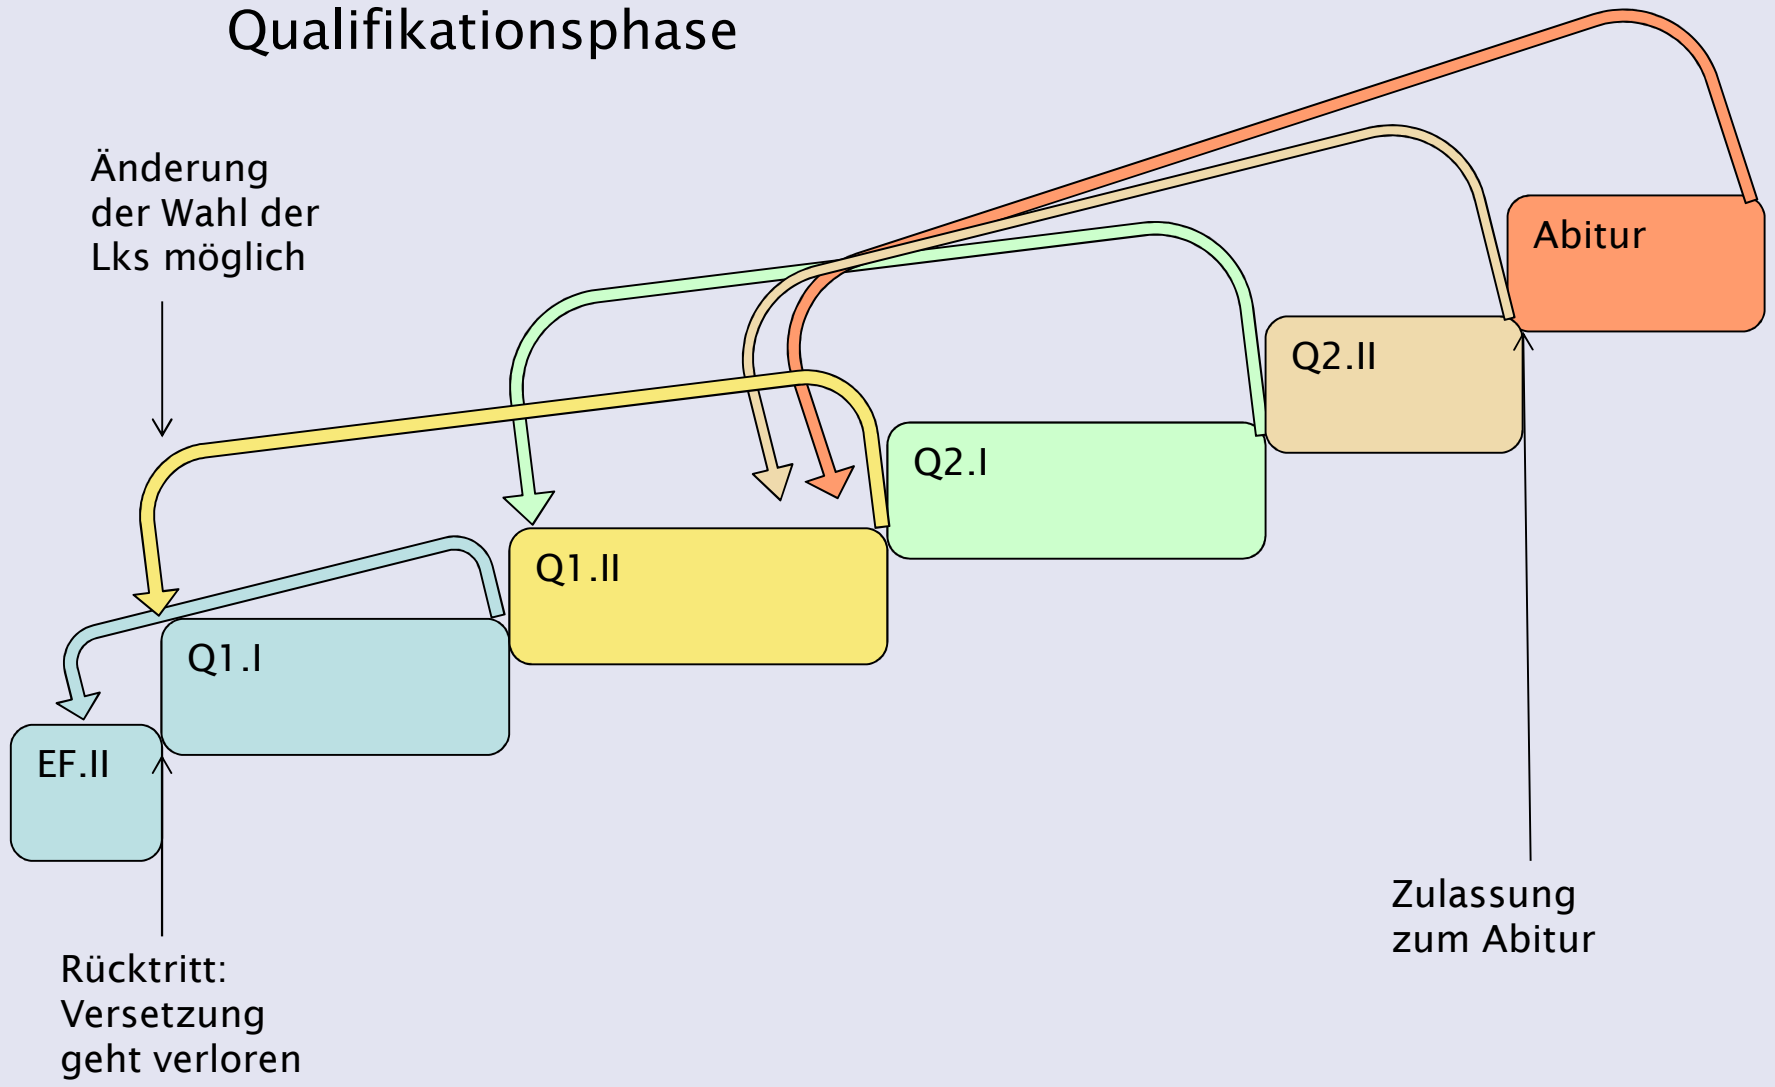 Qualifikationsphase
Änderung
der Wahl der
Lks möglich
Abitur
Q2.II
Q2.I
Q1.II
Q1.I
EF.II
Zulassung
zum Abitur
Rücktritt:
Versetzung
geht verloren